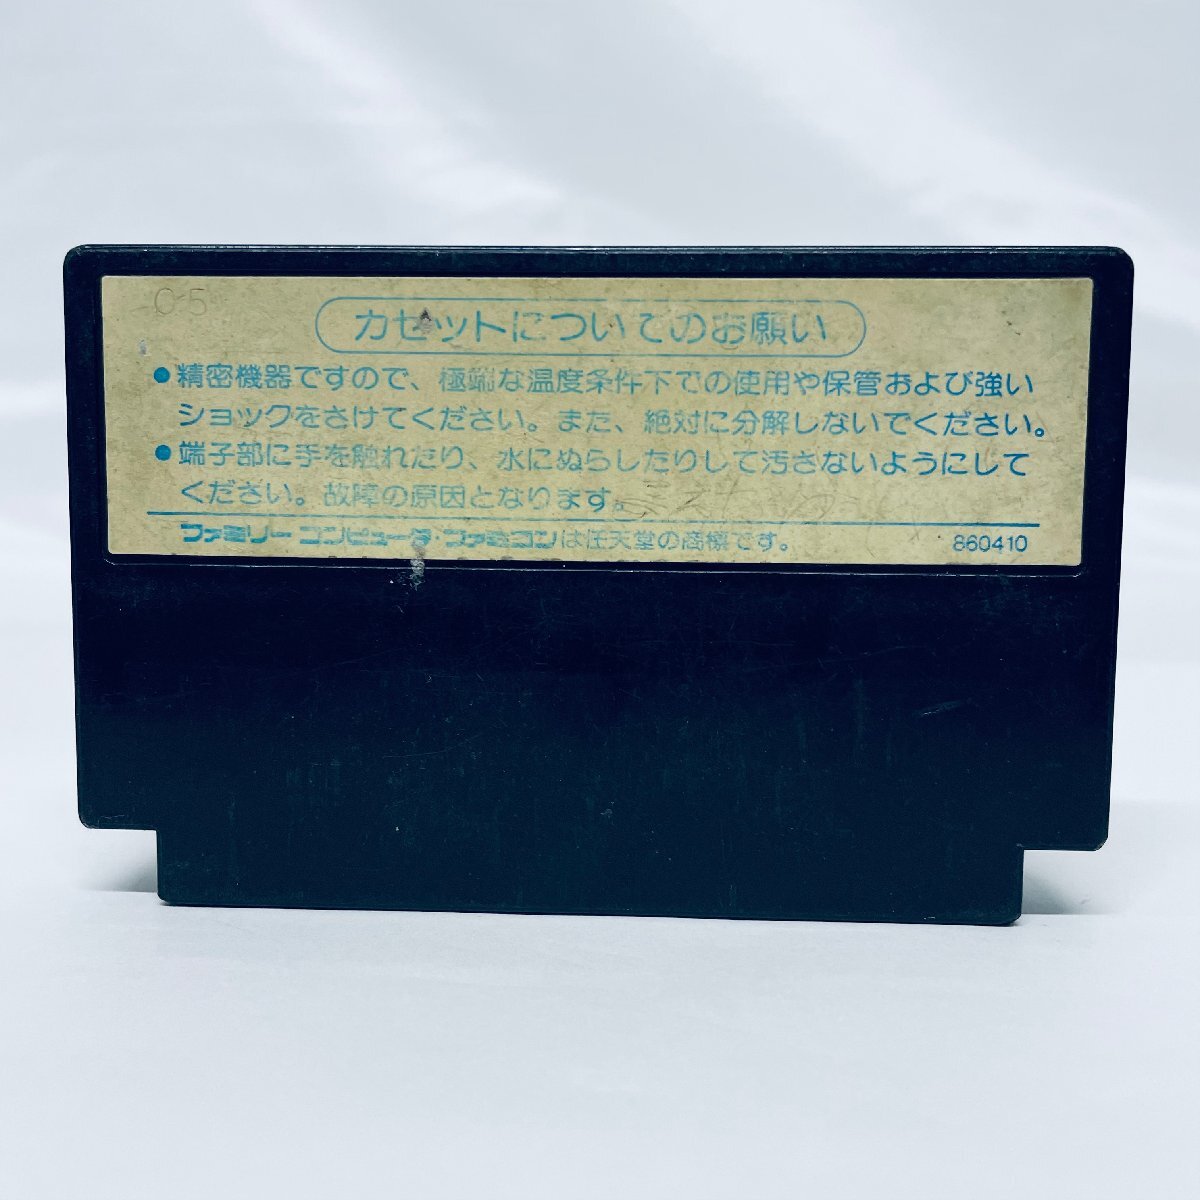 C-5
カセットについてのお願い
●精密機器ですので、極端な温度条件下での使用や保管および強い
ショックをさけてください。また、絶対に分解しないでください。
●端子部に手を触れたり、水にぬらしたりして汚さないようにして
ください。故障の原因となります。
ファミリーコンピュータ・ファミコンは任天堂の商標です。
860410